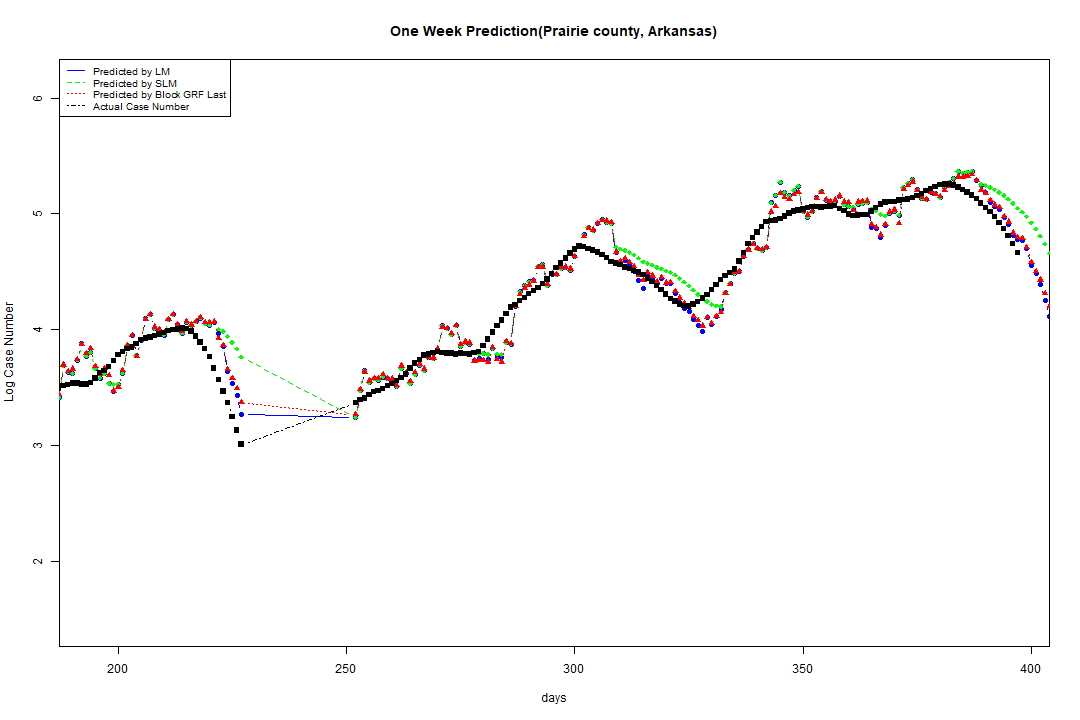 One Week Prediction(Prairie county, Arkansas)
Predicted by LM
Predicted by SLM
Predicted by Block GRF Last
Actual Case Number
6
5
4
3
2
Log Case Number
200 250 300 350 400
days